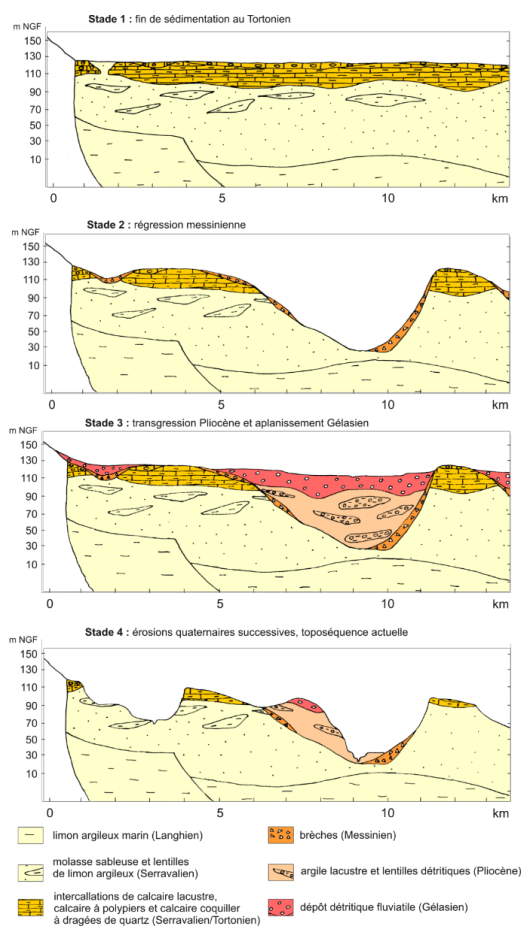 Stade 1 : fin de sédimentation au Tortonien
m NGF
150
130
110
90
70
50
30
10
0 5 10 km
Stade 2 : régression messinienne
m NGF
150
130
110
90
70
50
30
10
0 5 10 km
Stade 3 : transgression Pliocène et aplanissement Gélasien
m NGF
150
130
110
90
70
50
30
10
0 5 10 km
Stade 4 : érosions quaternaires successives, toposéquence actuelle
m NGF
150
130
110
90
70
50
30
10
0 5 10 km
limon argileux marin (Langhien)
molasse sableuse et lentilles
de limon argileux (Serravalien)
intercallations de calcaire lacustre,
calcaire à polypiers et calcaire coquiller
à dragées de quartz (Serravalien/Tortonien)
brèches (Messinien)
argile lacustre et lentilles détritiques (Pliocène)
dépôt détritique fluviatile (Gélasien)